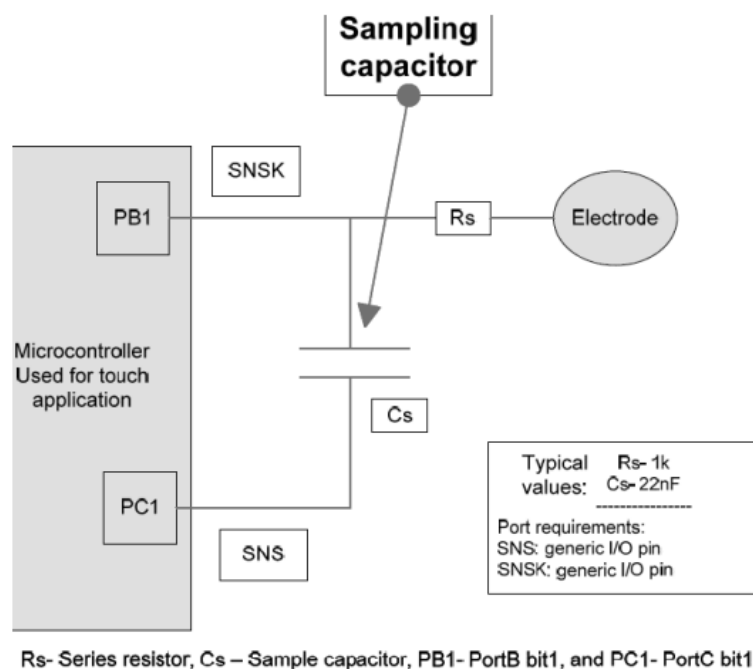 Sampling
capacitor
SNSK
PB1
Rs
Electrode
Microcontroller
Used for touch
application
Cs
PC1
SNS
Typical Rs- 1k
values: Cs- 22nF
----------------
Port requirements:
SNS: generic I/O pin
SNSK: generic I/O pin
Rs- Series resistor, Cs – Sample capacitor, PB1- PortB bit1, and PC1- PortC bit1